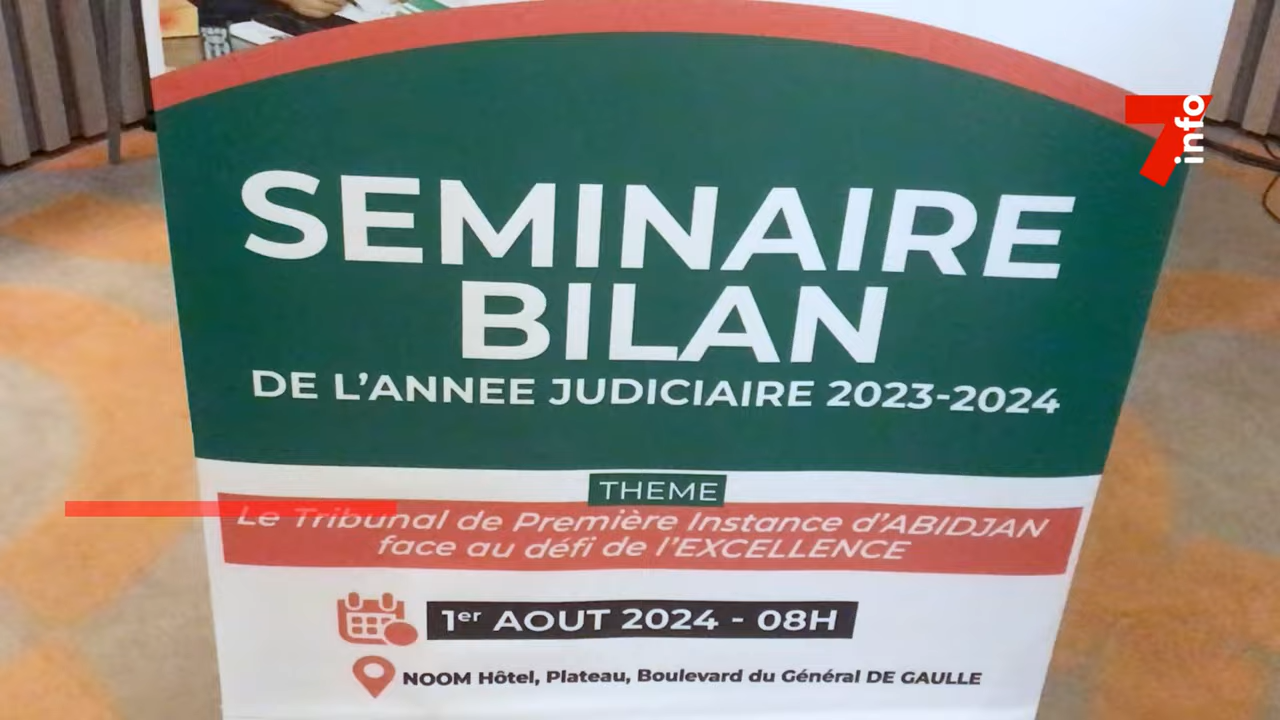 7
info
SEMINAIRE
BILAN
DE L'ANNEE JUDICIAIRE 2023-2024
THEME
Le Tribunal de Première Instance d'ABIDJAN
face au défi de l'EXCELLENCE
1er AOUT 2024 - 08H
NOOM Hôtel, Plateau, Boulevard du Général DE GAULLE